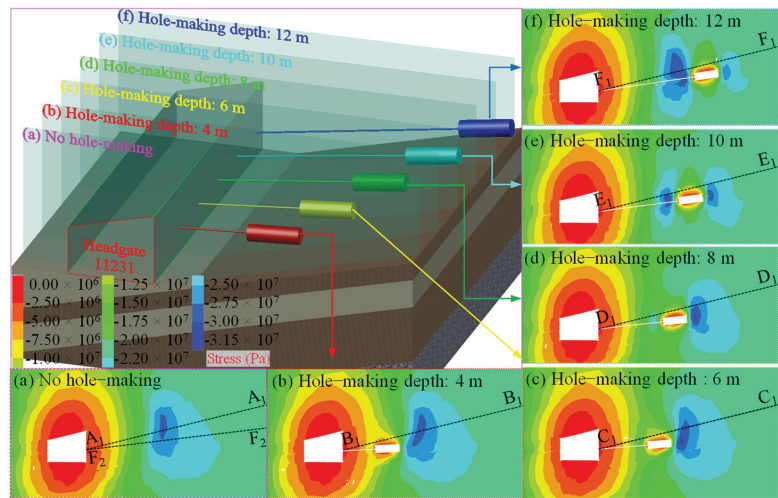 (f) Hole-making depth: 12 m
(e) Hole-making depth: 10 m
(d) Hole-making depth: 8 m
(c) Hole-making depth: 6 m
(b) Hole-making depth: 4 m
(a) No hole-making
Headgate
11231
0.00 × 10⁶
-2.50 × 10⁶
-5.00 × 10⁶
-7.50 × 10⁶
-1.00 × 10⁷
-1.25 × 10⁷
-1.50 × 10⁷
-1.75 × 10⁷
-2.00 × 10⁷
-2.20 × 10⁷
-2.50 × 10⁷
-2.75 × 10⁷
-3.00 × 10⁷
-3.15 × 10⁷
Stress (Pa)
(f) Hole−making depth: 12 m
F₁
F₁
(e) Hole−making depth: 10 m
E₁
E₁
(d) Hole−making depth: 8 m
D₁
D₁
(a) No hole−making
A₁
A₁
F₂
F₂
(b) Hole−making depth: 4 m
B₁
B₁
(c) Hole−making depth : 6 m
C₁
C₁